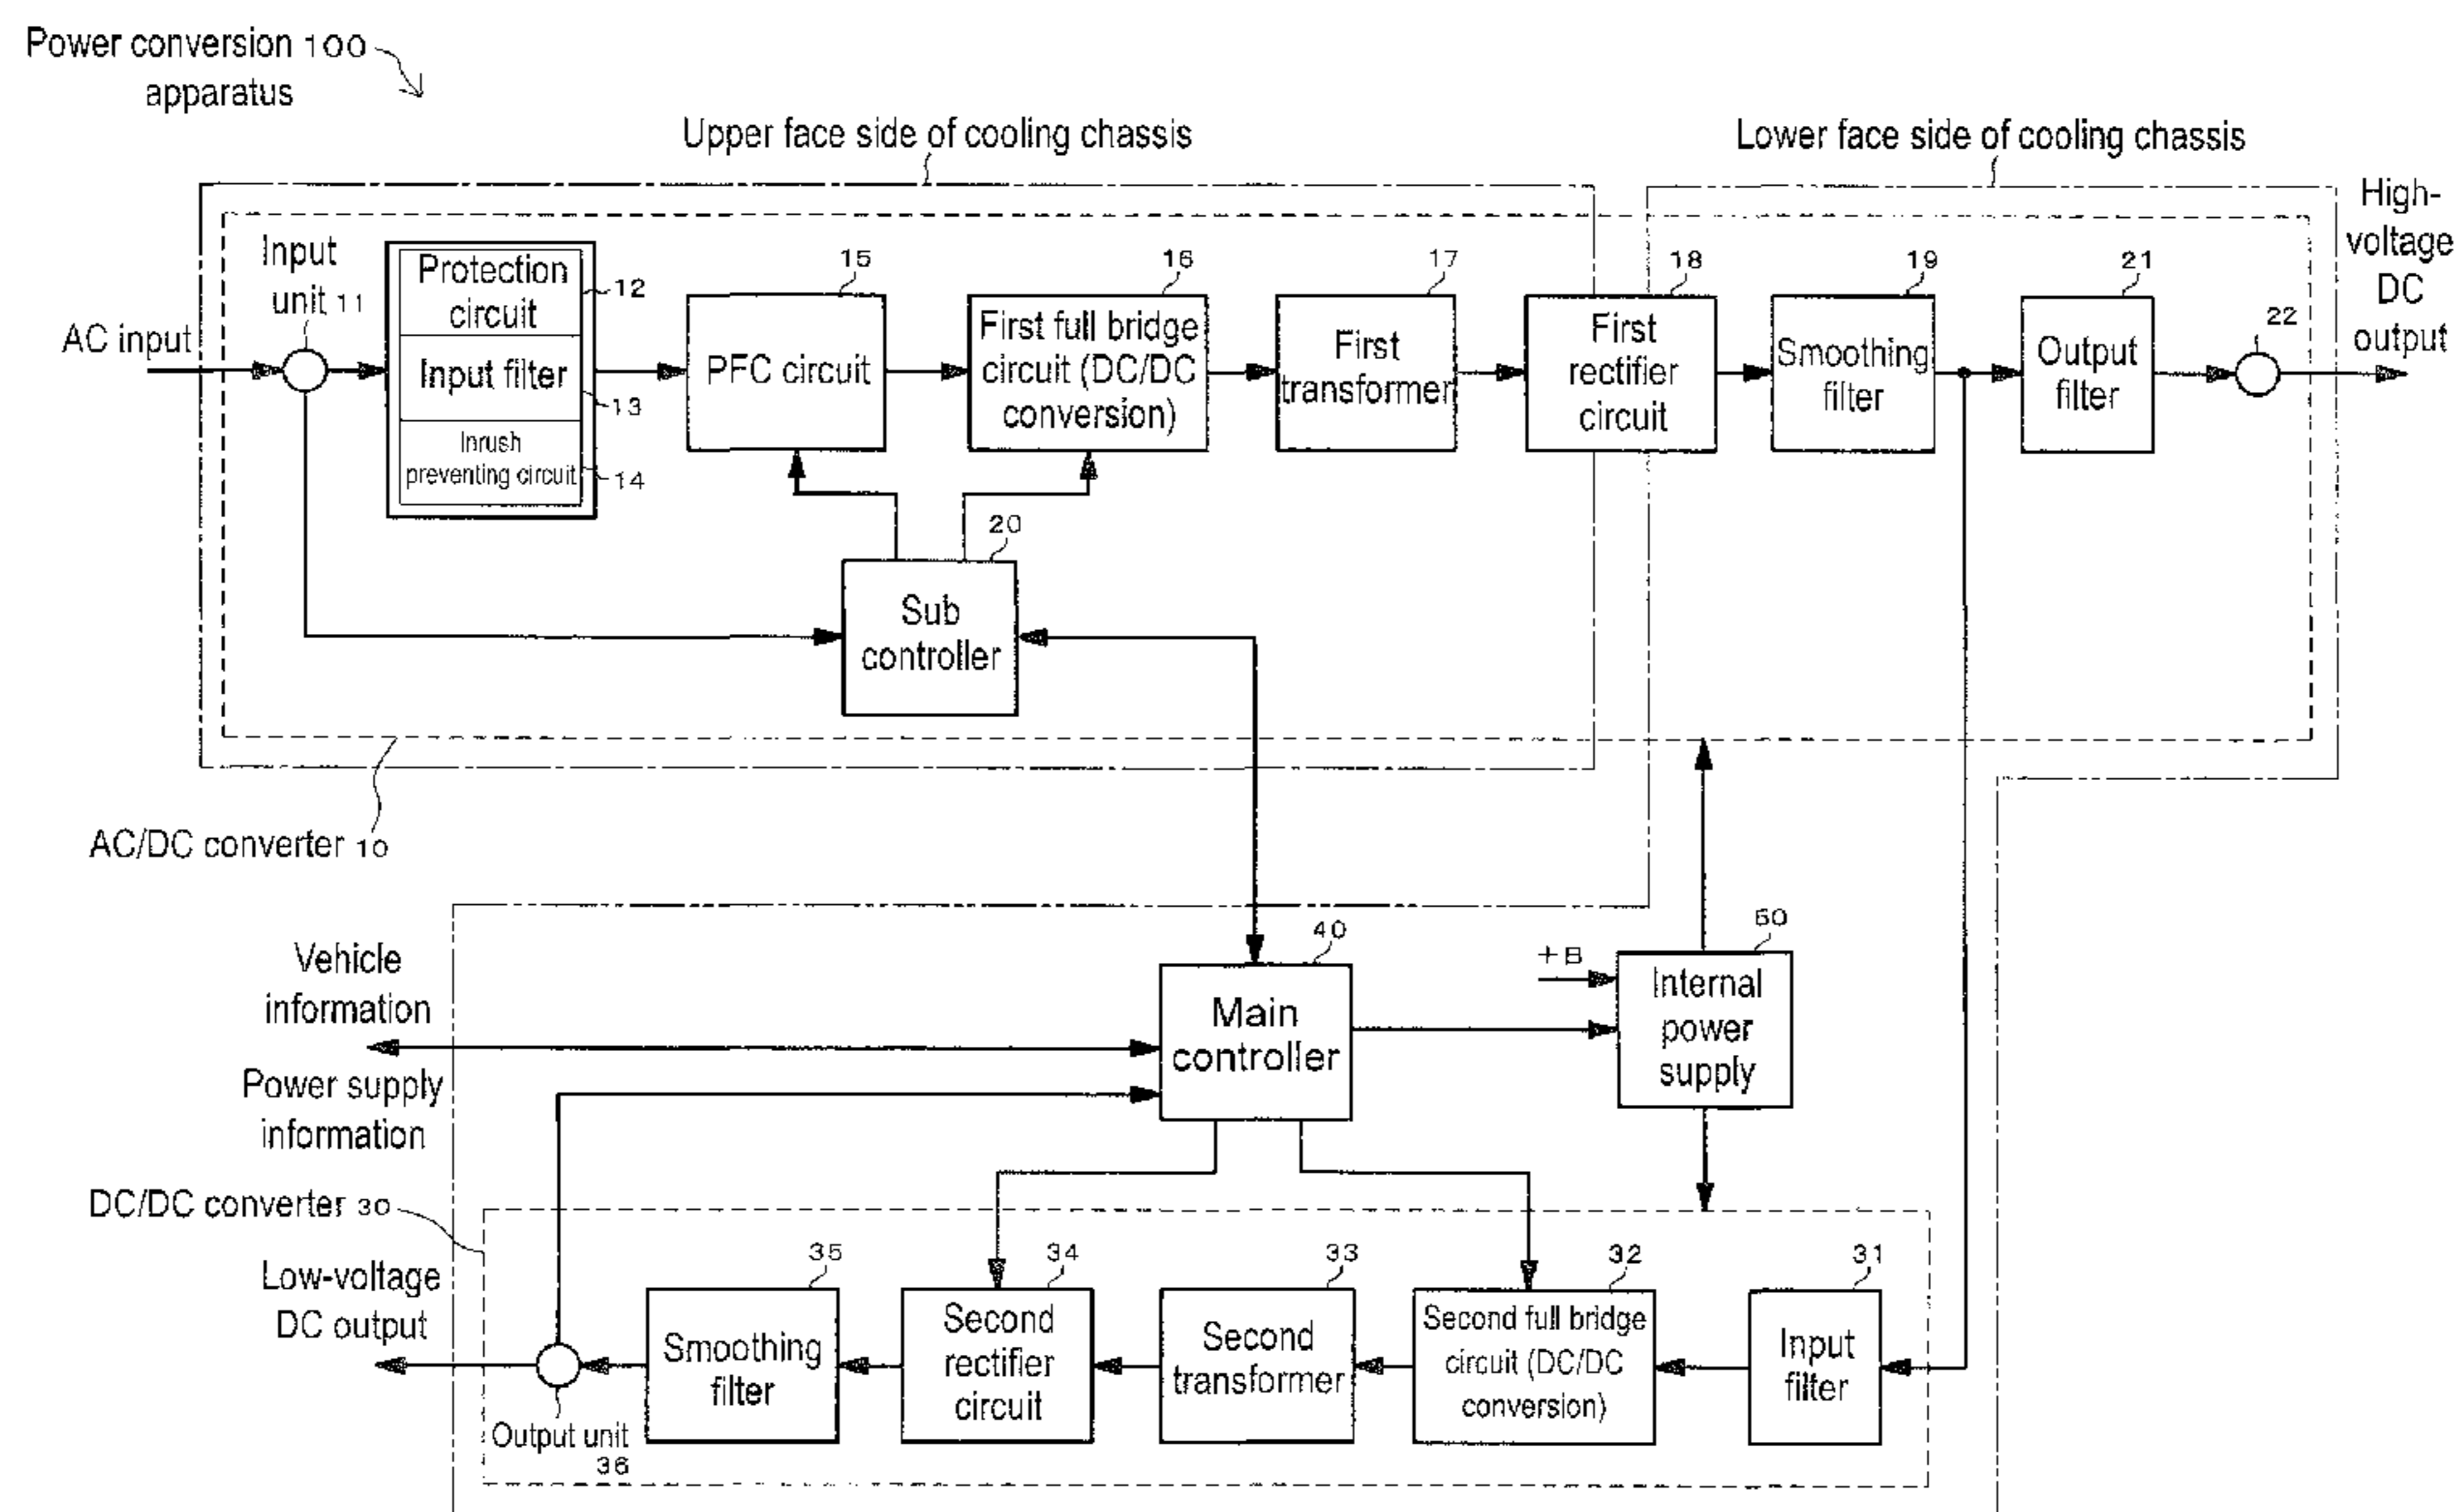 Power conversion 100
apparatus
Upper face side of cooling chassis
Lower face side of cooling chassis
High-
voltage
DC
output
AC input
Input
unit 11
Protection
circuit
12
Input filter
13
Inrush
preventing circuit
14
15
PFC circuit
16
First full bridge
circuit (DC/DC
conversion)
17
First
transformer
18
First
rectifier
circuit
19
Smoothing
filter
21
Output
filter
22
20
Sub
controller
AC/DC converter 10
Vehicle
information
Power supply
information
40
Main
controller
+B
50
Internal
power
supply
DC/DC converter 30
Low-voltage
DC output
Output unit
36
35
Smoothing
filter
34
Second
rectifier
circuit
33
Second
transformer
32
Second full bridge
circuit (DC/DC
conversion)
31
Input
filter